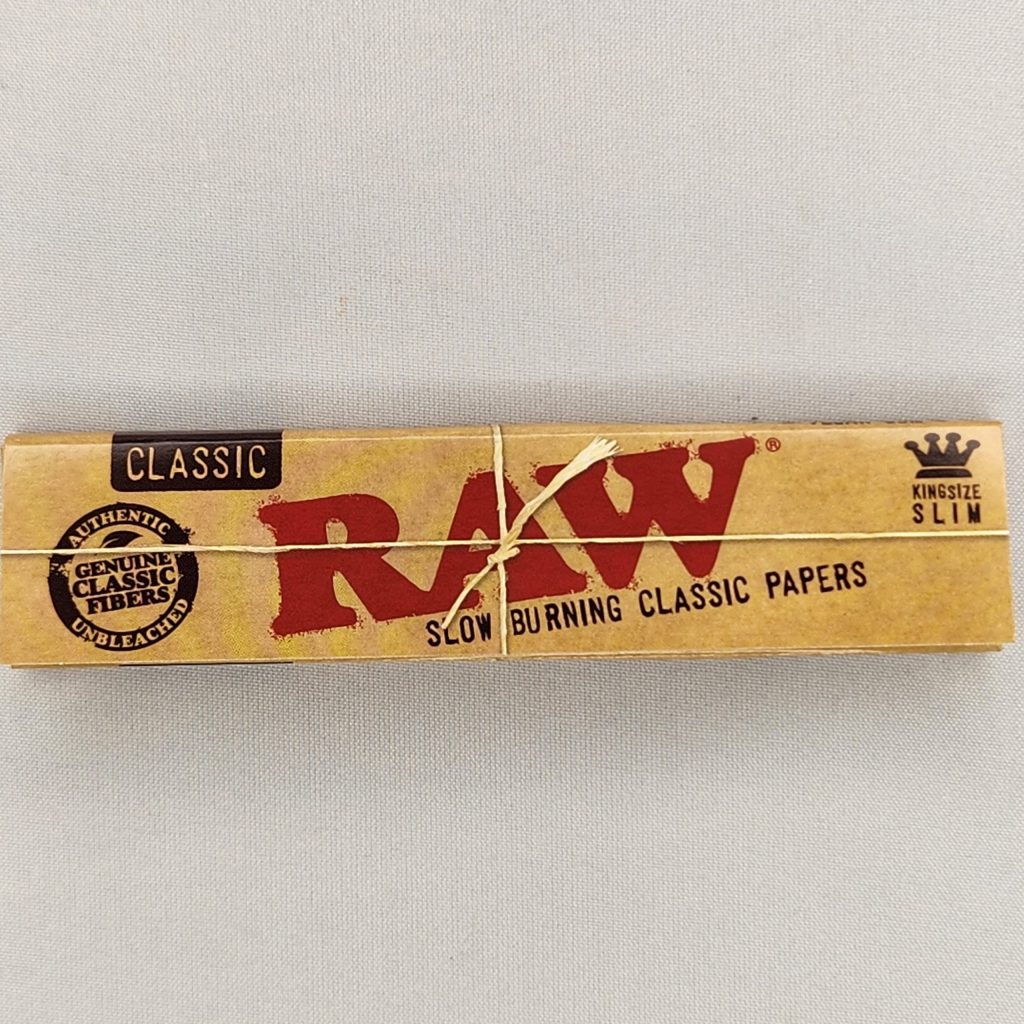 CLASSIC
AUTHENTIC
GENUINE
CLASSIC
FIBERS
UNBLEACHED
RAW®
SLOW BURNING CLASSIC PAPERS
KINGSIZE
SLIM